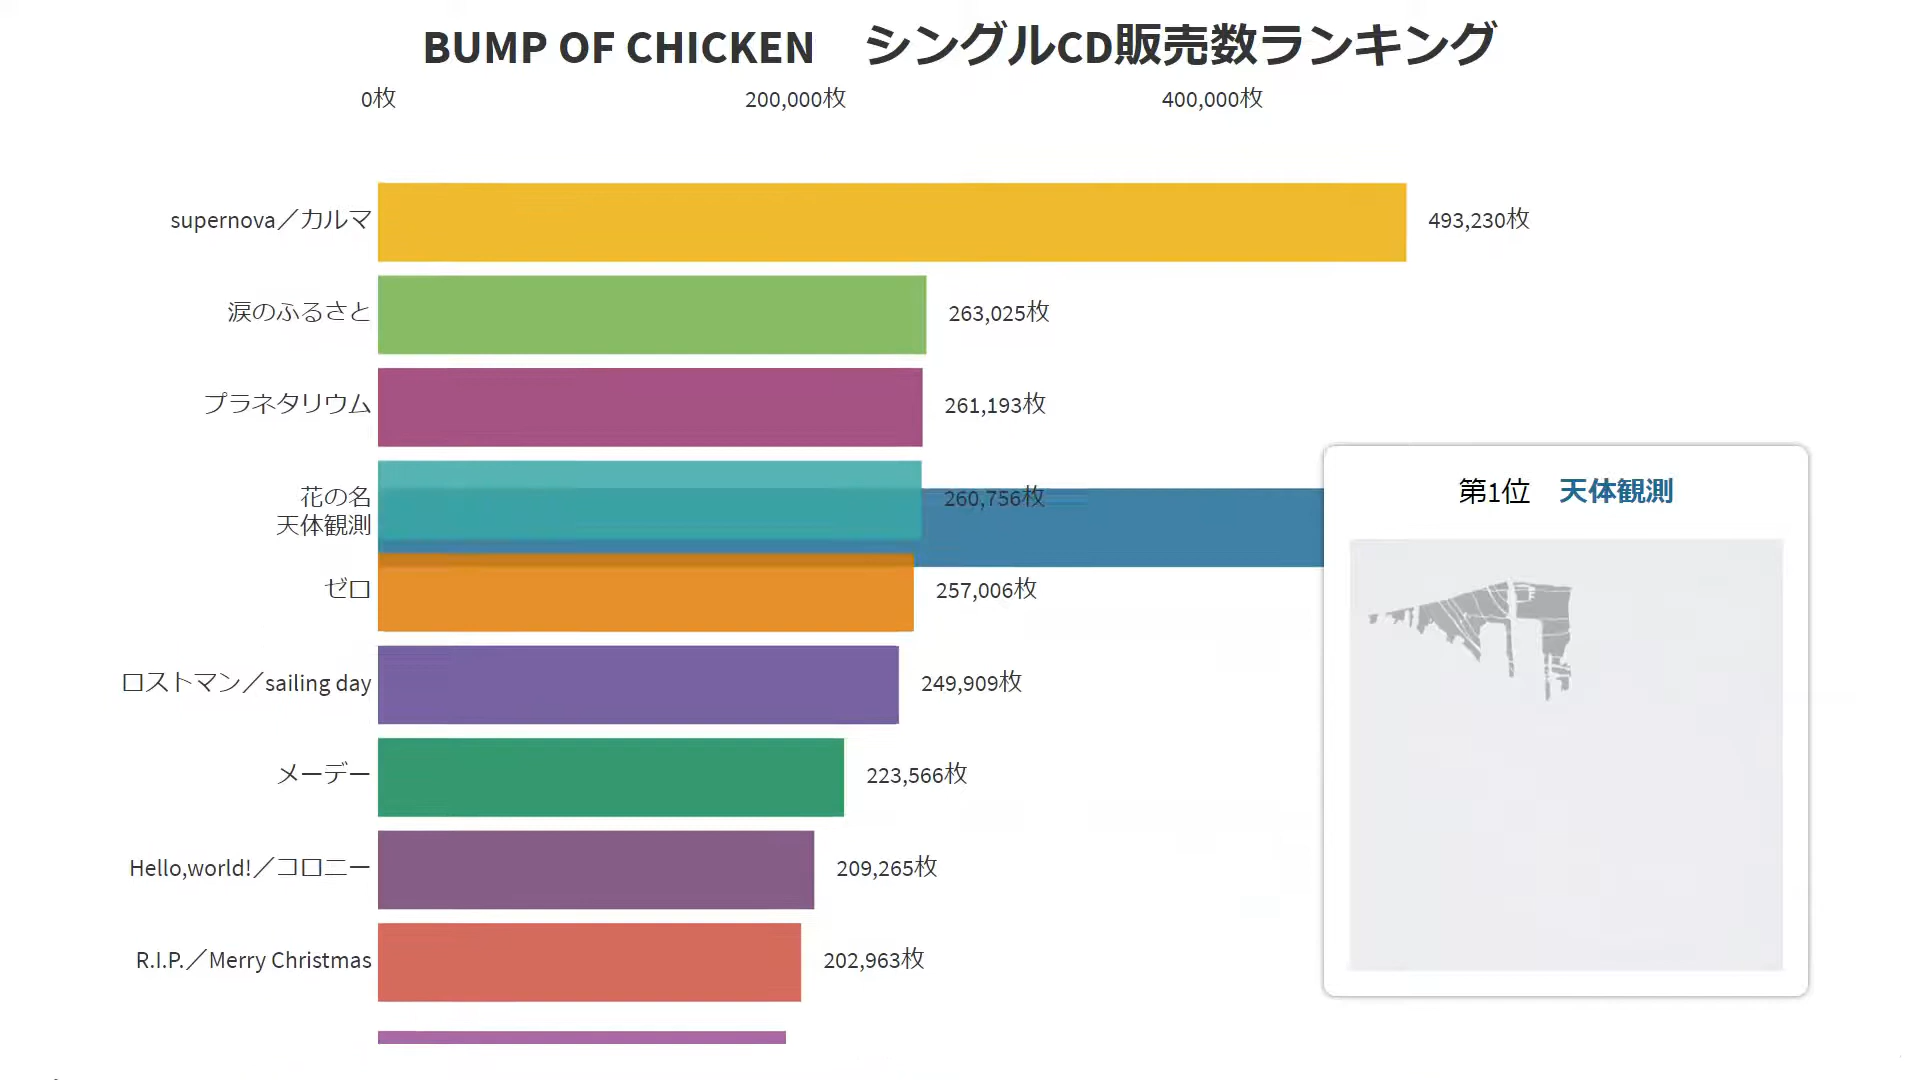 BUMP OF CHICKEN　シングルCD販売数ランキング
0枚 200,000枚 400,000枚
supernova／カルマ 493,230枚
涙のふるさと 263,025枚
プラネタリウム 261,193枚
花の名 260,756枚
天体観測
第1位　天体観測
ゼロ 257,006枚
ロストマン／sailing day 249,909枚
メーデー 223,566枚
Hello,world!／コロニー 209,265枚
R.I.P.／Merry Christmas 202,963枚